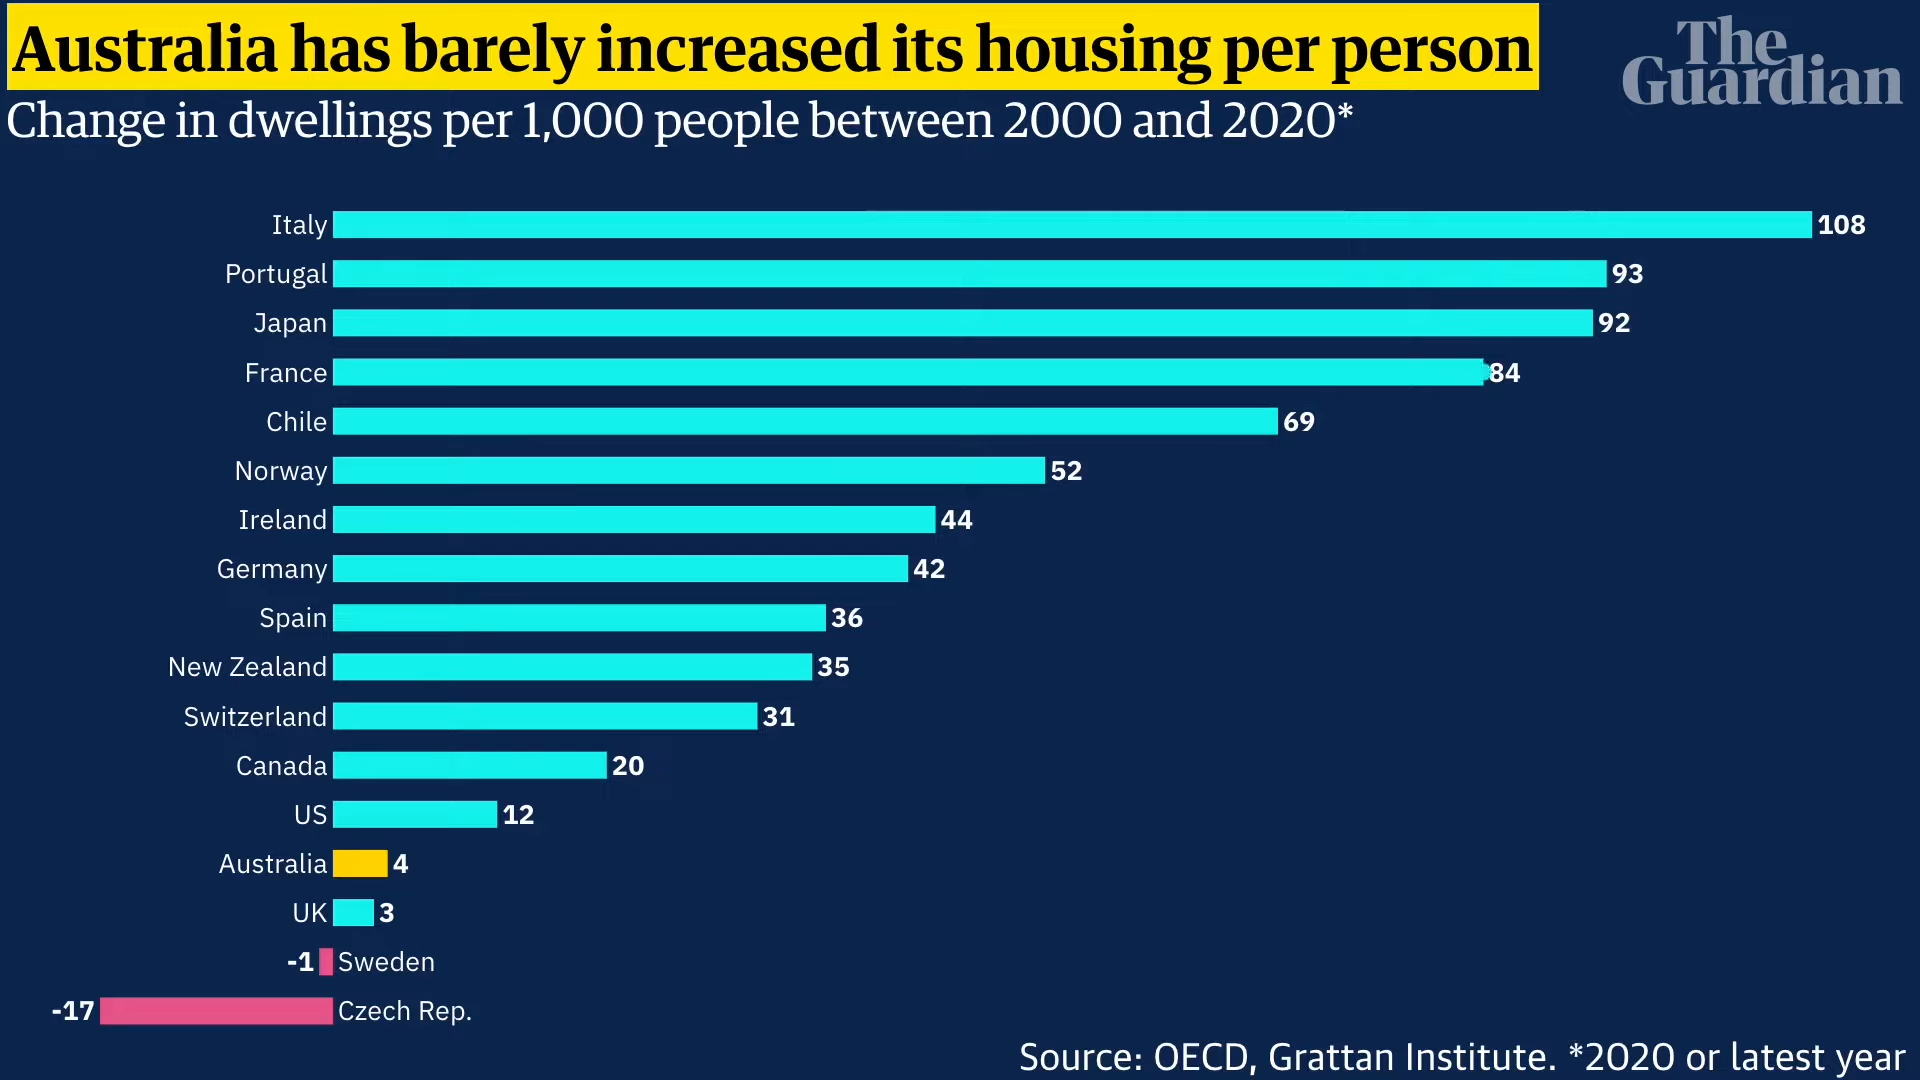 Australia has barely increased its housing per person
The
Guardian
Change in dwellings per 1,000 people between 2000 and 2020*
Italy 108
Portugal 93
Japan 92
France 84
Chile 69
Norway 52
Ireland 44
Germany 42
Spain 36
New Zealand 35
Switzerland 31
Canada 20
US 12
Australia 4
UK 3
-1 Sweden
-17 Czech Rep.
Source: OECD, Grattan Institute. *2020 or latest year